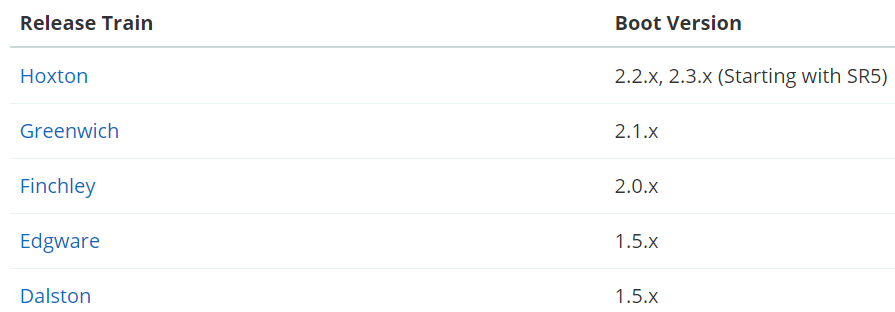 Release Train Boot Version
Hoxton 2.2.x, 2.3.x (Starting with SR5)
Greenwich 2.1.x
Finchley 2.0.x
Edgware 1.5.x
Dalston 1.5.x